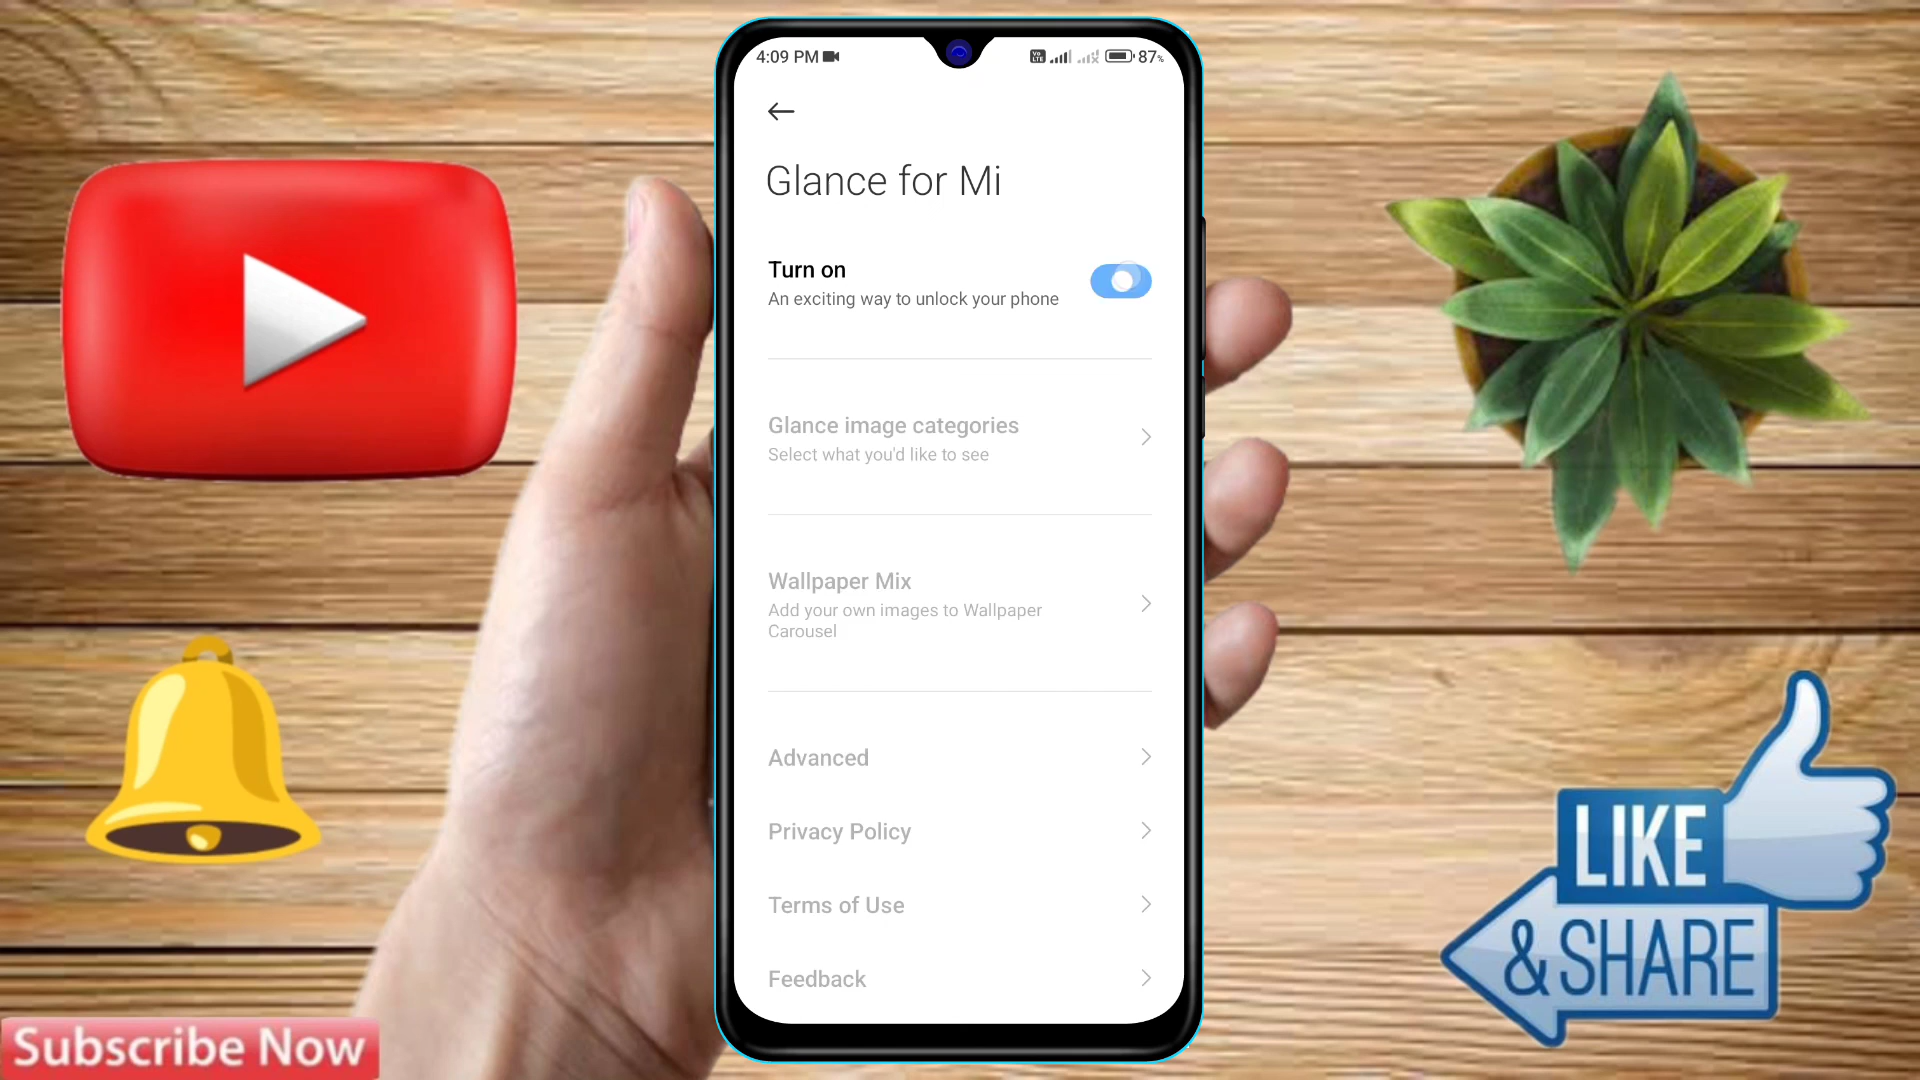 4:09 PM
Vo LTE
87%
Glance for Mi
Turn on
An exciting way to unlock your phone
Glance image categories
Select what you'd like to see
Wallpaper Mix
Add your own images to Wallpaper
Carousel
Advanced
Privacy Policy
Terms of Use
Feedback
LIKE
& SHARE
Subscribe Now